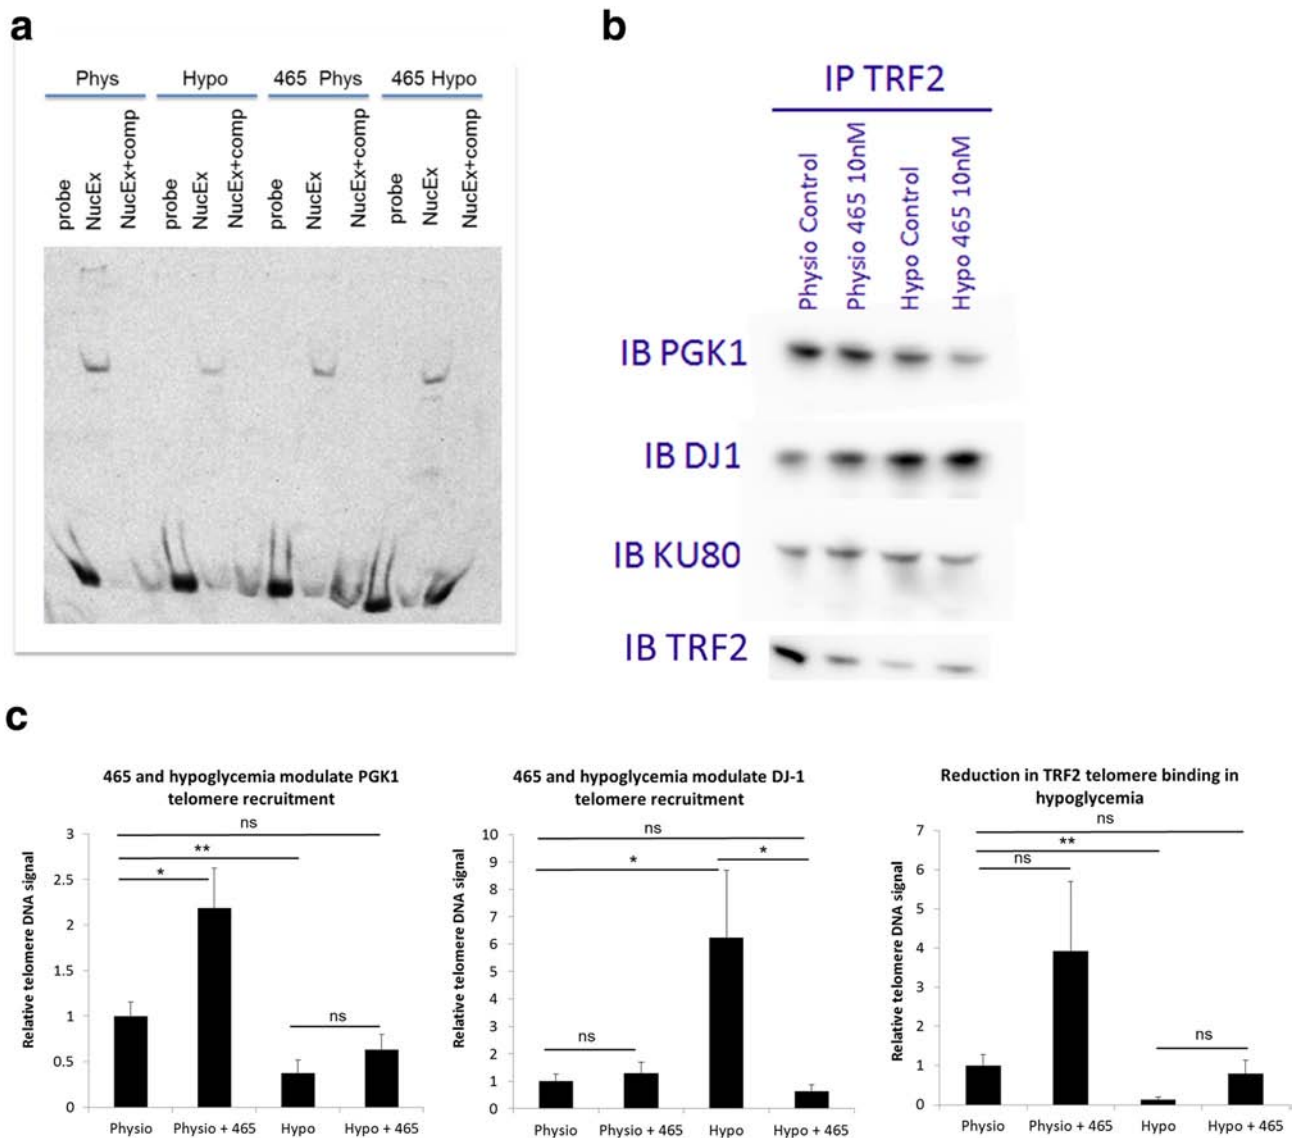 a
Phys Hypo 465 Phys 465 Hypo
probe NucEx NucEx+comp probe NucEx NucEx+comp probe NucEx NucEx+comp probe NucEx NucEx+comp
b
IP TRF2
Physio Control
Physio 465 10nM
Hypo Control
Hypo 465 10nM
IB PGK1
IB DJ1
IB KU80
IB TRF2
c
465 and hypoglycemia modulate PGK1
telomere recruitment
Relative telomere DNA signal
3
2.5
2
1.5
1
0.5
0
ns
**
*
ns
Physio Physio + 465 Hypo Hypo + 465
465 and hypoglycemia modulate DJ-1
telomere recruitment
Relative telomere DNA signal
10
9
8
7
6
5
4
3
2
1
0
ns
* *
ns
Physio Physio + 465 Hypo Hypo + 465
Reduction in TRF2 telomere binding in
hypoglycemia
Relative telomere DNA signal
7
6
5
4
3
2
1
0
ns
**
ns
ns
Physio Physio + 465 Hypo Hypo + 465